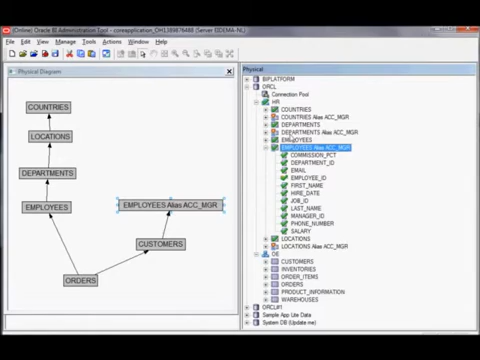 (Online) Oracle BI Administration Tool - coreapplication_OH1389676488 (Server ODEMA-NL)
File Edit View Manage Tools Window Help
Physical Diagram
COUNTRIES
LOCATIONS
DEPARTMENTS
EMPLOYEES
EMPLOYEES Alias ACC_MGR
CUSTOMERS
ORDERS
Physical
BIPLATFORM
ORCL
Connection Pool
HR
COUNTRIES
COUNTRIES Alias ACC_MGR
DEPARTMENTS
DEPARTMENTS Alias ACC_MGR
EMPLOYEES
EMPLOYEES Alias ACC_MGR
COMMISSION_PCT
DEPARTMENT_ID
EMAIL
EMPLOYEE_ID
FIRST_NAME
HIRE_DATE
JOB_ID
LAST_NAME
MANAGER_ID
PHONE_NUMBER
SALARY
LOCATIONS
LOCATIONS Alias ACC_MGR
OE
CUSTOMERS
INVENTORIES
ORDER_ITEMS
ORDERS
PRODUCT_INFORMATION
WAREHOUSES
ORCL#1
Sample App Lite Data
System DB (Update me)